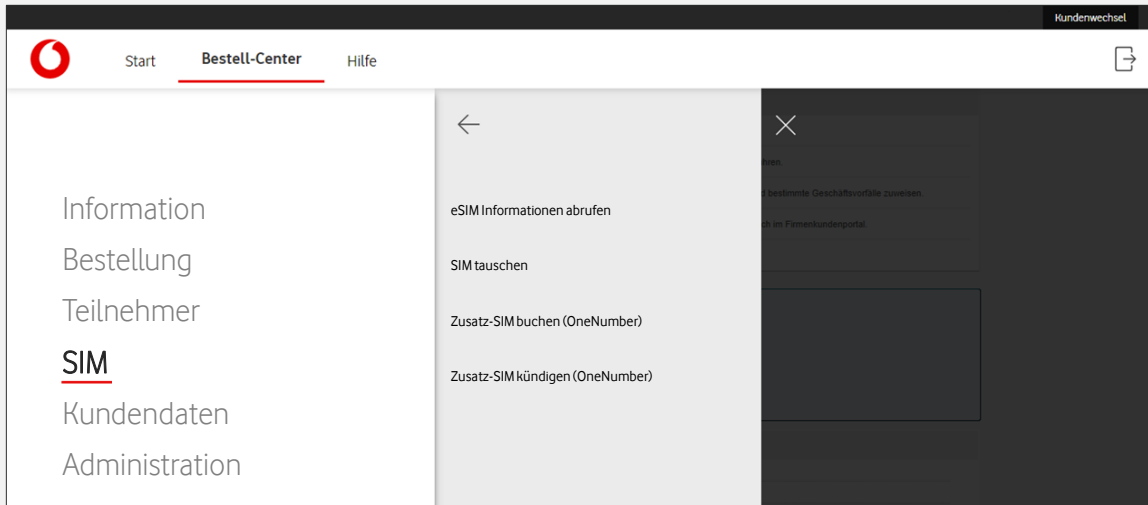 Kundenwechsel
Start
Bestell-Center
Hilfe
Information
Bestellung
Teilnehmer
SIM
Kundendaten
Administration
eSIM Informationen abrufen
SIM tauschen
Zusatz-SIM buchen (OneNumber)
Zusatz-SIM kündigen (OneNumber)
bestimmte Geschäftsvorfälle zuweisen.
im Firmenkundenportal